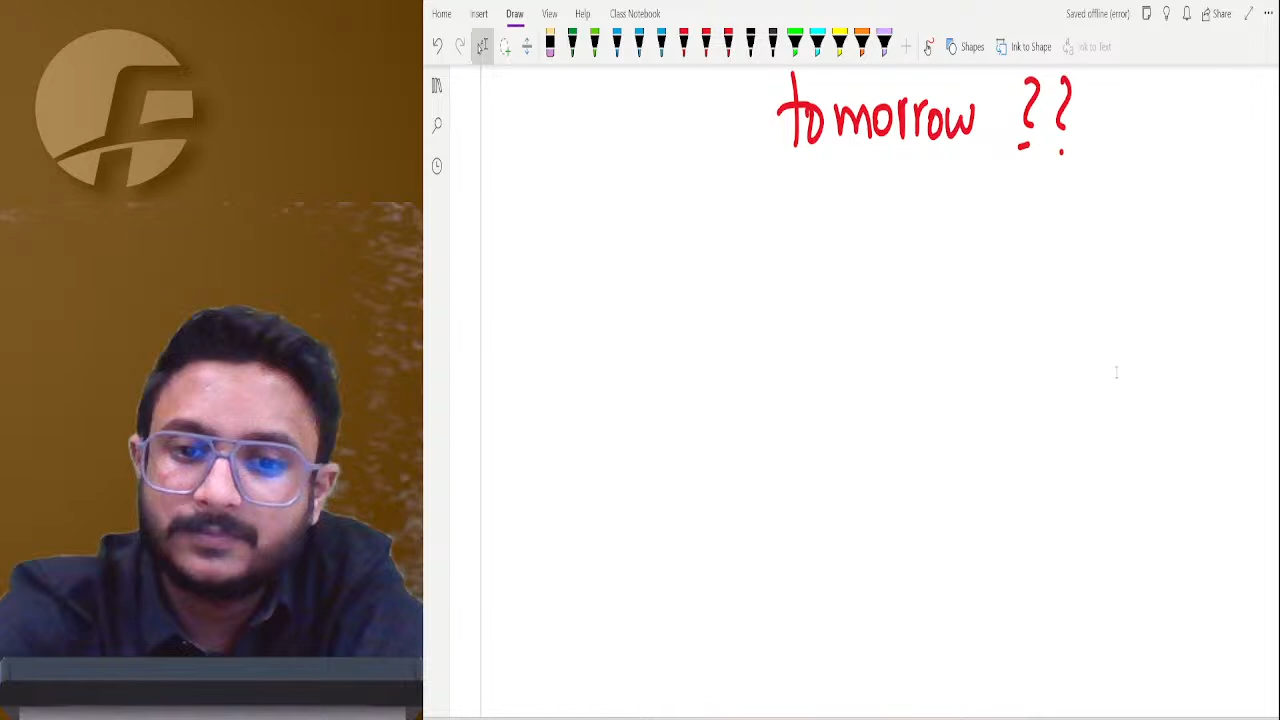 Home Insert Draw View Help Class Notebook Saved offline (error) Share
Shapes Ink to Shape Ink to Text
tomorrow ??